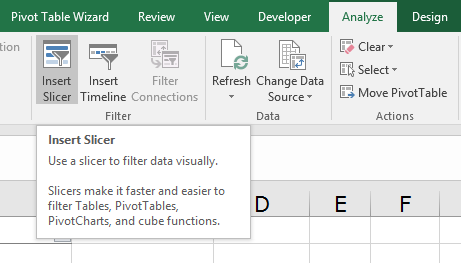 Pivot Table Wizard Review View Developer Analyze Design
Insert Slicer
Insert Timeline
Filter Connections
Filter
Refresh
Change Data Source
Data
Clear
Select
Move PivotTable
Actions
Insert Slicer
Use a slicer to filter data visually.
Slicers make it faster and easier to
filter Tables, PivotTables,
PivotCharts, and cube functions.
D E F